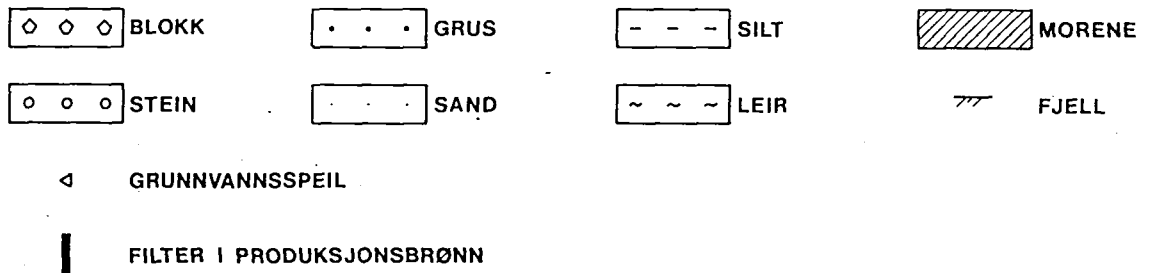 BLOKK GRUS SILT MORENE
STEIN SAND LEIR FJELL
GRUNNVANNSSPEIL
FILTER I PRODUKSJONSBRØNN